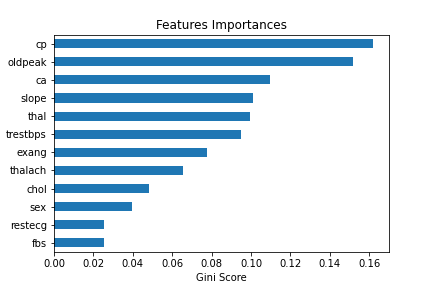 Features Importances
cp
oldpeak
ca
slope
thal
trestbps
exang
thalach
chol
sex
restecg
fbs
0.00 0.02 0.04 0.06 0.08 0.10 0.12 0.14 0.16
Gini Score